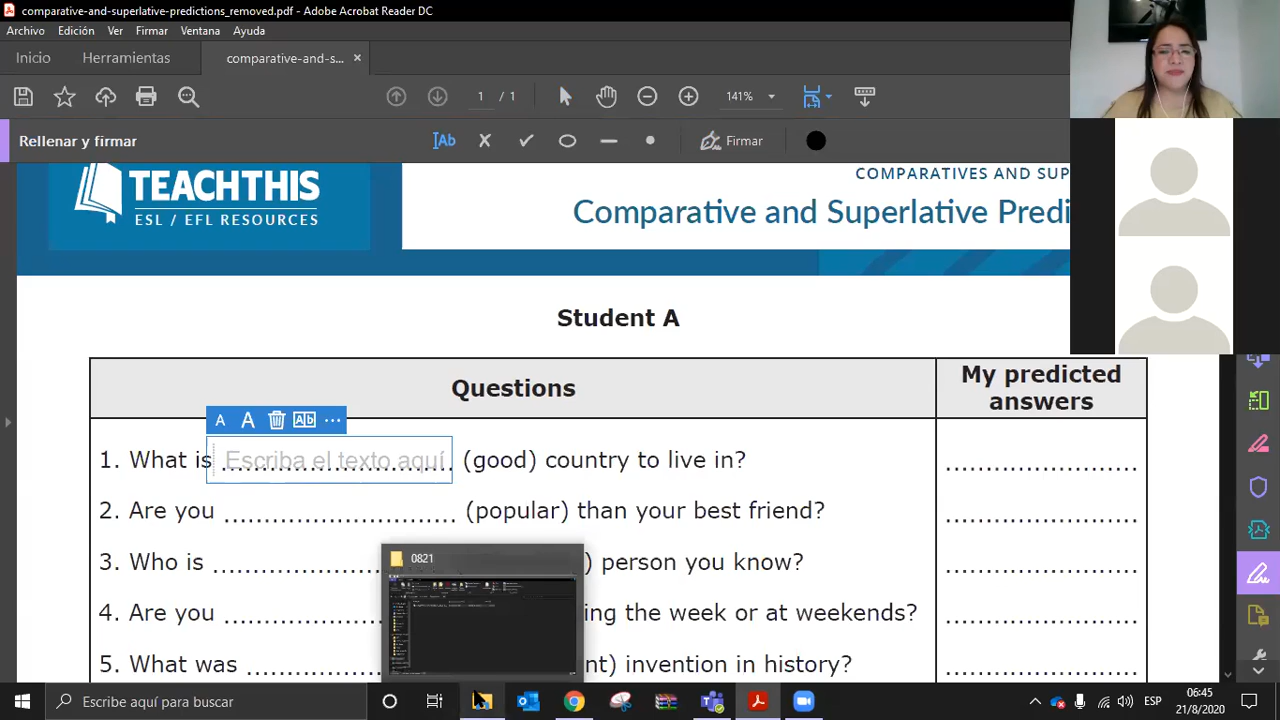 comparative-and-superlative-predictions_removed.pdf - Adobe Acrobat Reader DC
Archivo Edición Ver Firmar Ventana Ayuda
Inicio Herramientas comparative-and-s... ×
1 / 1 141%
Rellenar y firmar Ab Firmar
TEACHTHIS
ESL / EFL RESOURCES
COMPARATIVES AND SUP
Comparative and Superlative Predi
Student A
Questions My predicted answers
A A Ab ...
1. What is Escriba el texto aquí (good) country to live in? ........................
2. Are you ............................. (popular) than your best friend? ........................
0821
3. Who is ...................... ) person you know? ........................
4. Are you .................... ing the week or at weekends? ........................
5. What was ................. nt) invention in history? ........................
Escribe aquí para buscar
ESP
06:45
21/8/2020